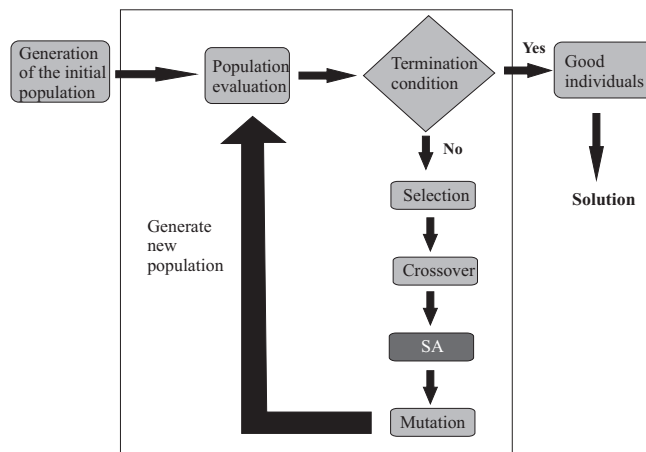 Generation
of the initial
population
Population
evaluation
Termination
condition
Yes
Good
individuals
No
Solution
Selection
Generate
new
population
Crossover
SA
Mutation